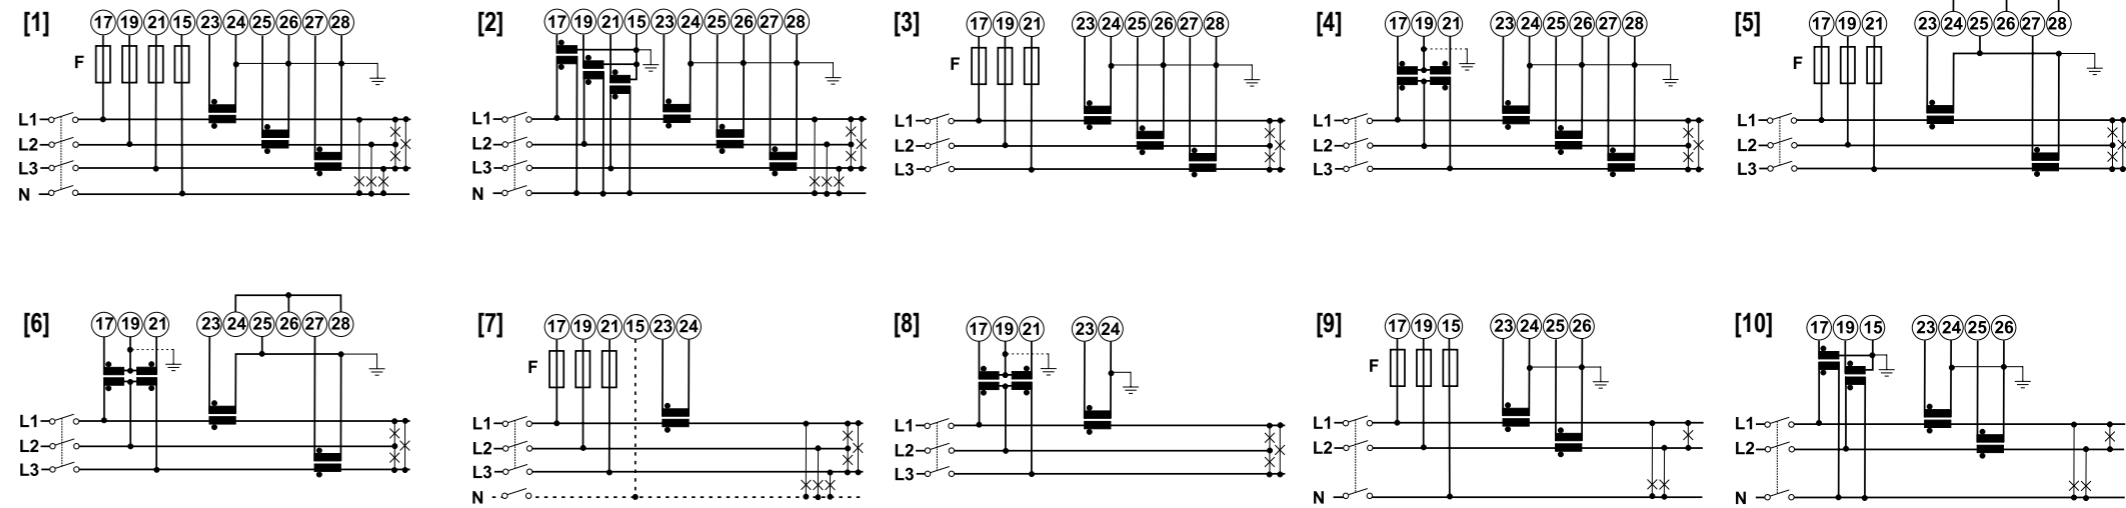 [1] 17 19 21 15 23 24 25 26 27 28
F
L1
L2
L3
N
[2] 17 19 21 15 23 24 25 26 27 28
L1
L2
L3
N
[3] 17 19 21 23 24 25 26 27 28
F
L1
L2
L3
[4] 17 19 21 23 24 25 26 27 28
L1
L2
L3
[5] 17 19 21 23 24 25 26 27 28
F
L1
L2
L3
[6] 17 19 21 23 24 25 26 27 28
L1
L2
L3
[7] 17 19 21 15 23 24
F
L1
L2
L3
N
[8] 17 19 21 23 24
L1
L2
L3
[9] 17 19 15 23 24 25 26
F
L1
L2
N
[10] 17 19 15 23 24 25 26
L1
L2
N